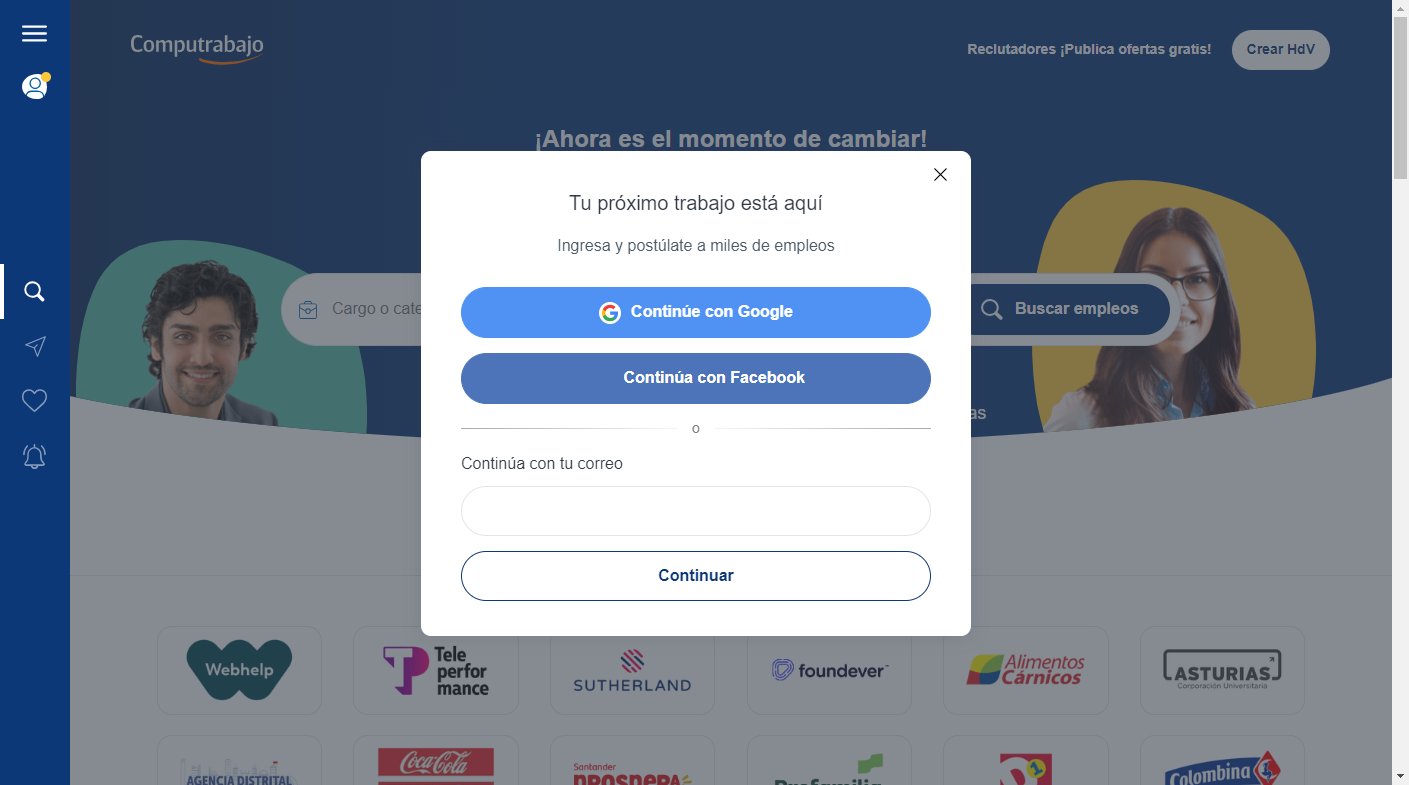 Computrabajo
Reclutadores ¡Publica ofertas gratis!
Crear HdV
¡Ahora es el momento de cambiar!
Tu próximo trabajo está aquí
Ingresa y postúlate a miles de empleos
Cargo o cate
Buscar empleos
Continúe con Google
Continúa con Facebook
as
o
Continúa con tu correo
Continuar
Webhelp
Tele
perfor
mance
SUTHERLAND
foundever
Alimentos
Cárnicos
ASTURIAS
Corporación Universitaria
AGENCIA DISTRITAL
Coca-Cola
Santander
PROSPERA
Profamilia
D1
Colombina